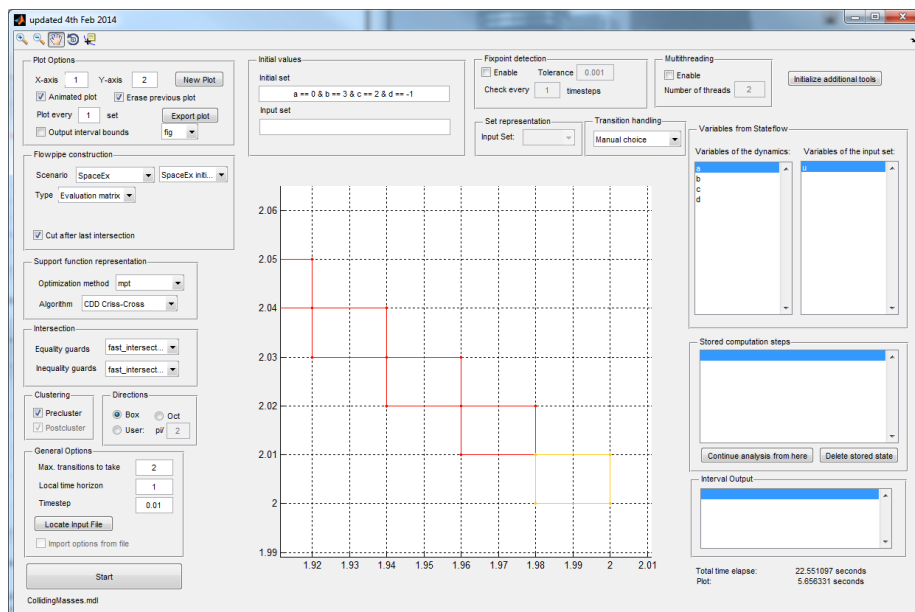 updated 4th Feb 2014
Plot Options
X-axis 1 Y-axis 2 New Plot
Animated plot Erase previous plot
Plot every 1 set Export plot
Output interval bounds fig
Initial values
Initial set
a == 0 & b == 3 & c == 2 & d == -1
Input set
Fixpoint detection
Enable Tolerance 0.001
Check every 1 timesteps
Multithreading
Enable
Number of threads 2
Initialize additional tools
Set representation
Input Set:
Transition handling
Manual choice
Flowpipe construction
Scenario SpaceEx SpaceEx initi...
Type Evaluation matrix
Cut after last intersection
Support function representation
Optimization method mpt
Algorithm CDD Criss-Cross
Intersection
Equality guards fast_intersect...
Inequality guards fast_intersect...
Clustering
Precluster
Postcluster
Directions
Box Oct
User: pi/ 2
General Options
Max. transitions to take 2
Local time horizon 1
Timestep 0.01
Locate Input File
Import options from file
Start
CollidingMasses.mdl
2.06
2.05
2.04
2.03
2.02
2.01
2
1.99
1.92 1.93 1.94 1.95 1.96 1.97 1.98 1.99 2 2.01
Variables from Stateflow
Variables of the dynamics: Variables of the input set:
a u
b
c
d
Stored computation steps
Continue analysis from here Delete stored state
Interval Output
Total time elapse: 22.551097 seconds
Plot: 5.656331 seconds